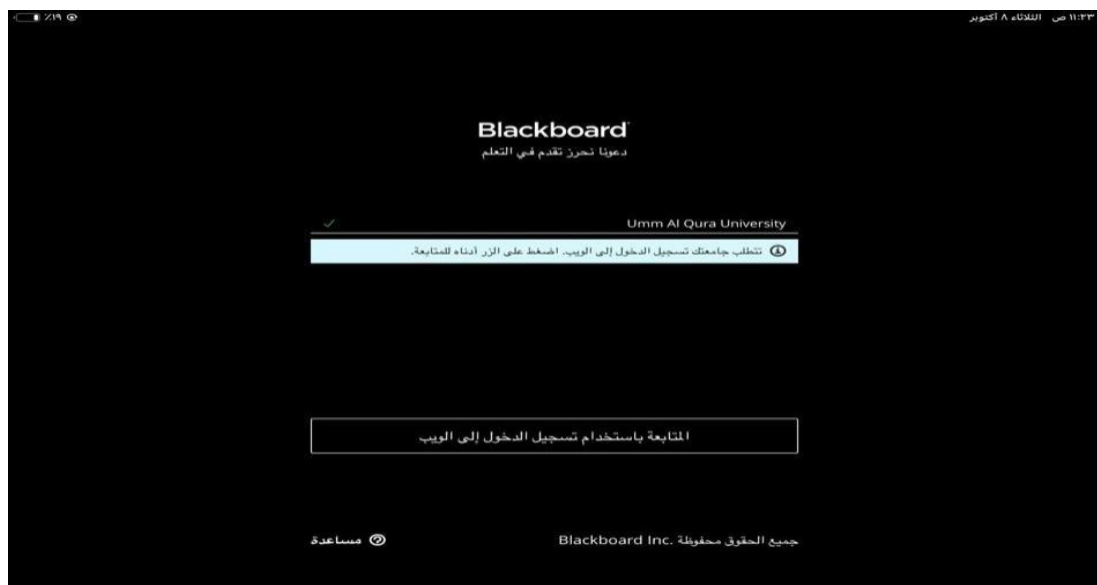 ١١:٢٣ ص الثلاثاء ٨ أكتوبر
٪١٩
Blackboard
دعونا نحرز تقدم في التعلم
Umm Al Qura University
تتطلب جامعتك تسجيل الدخول إلى الويب. اضغط على الزر أدناه للمتابعة.
المتابعة باستخدام تسجيل الدخول إلى الويب
جميع الحقوق محفوظة .Blackboard Inc
مساعدة